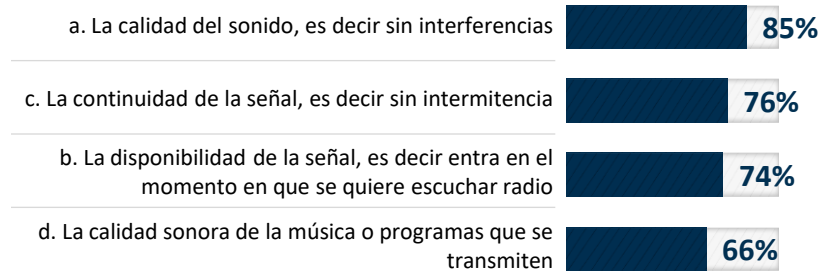 a. La calidad del sonido, es decir sin interferencias
85%
c. La continuidad de la señal, es decir sin intermitencia
76%
b. La disponibilidad de la señal, es decir entra en el
momento en que se quiere escuchar radio
74%
d. La calidad sonora de la música o programas que se
transmiten
66%